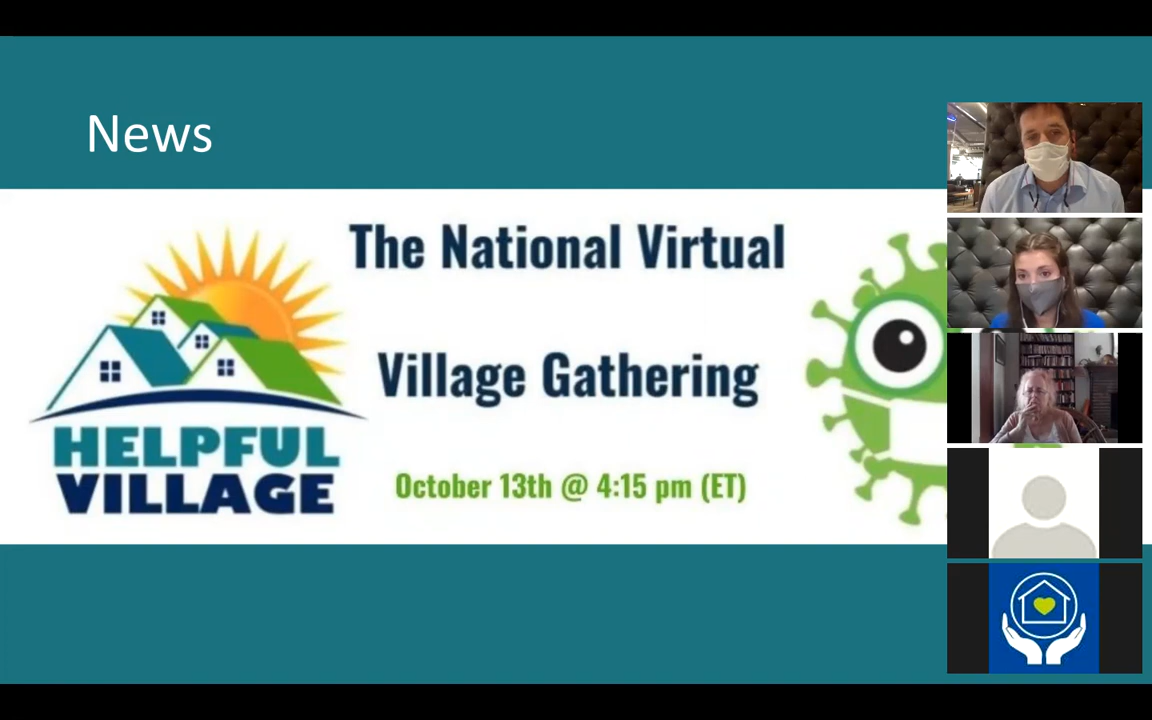 News
The National Virtual
Village Gathering
October 13th @ 4:15 pm (ET)
HELPFUL
VILLAGE